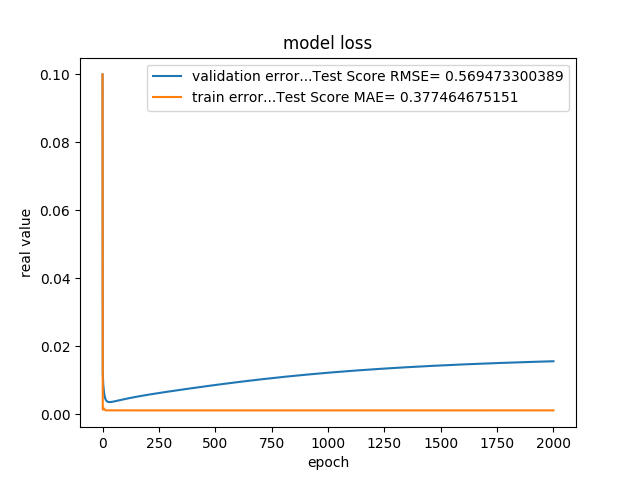 model loss
validation error...Test Score RMSE= 0.569473300389
train error...Test Score MAE= 0.377464675151
real value
0.10
0.08
0.06
0.04
0.02
0.00
0 250 500 750 1000 1250 1500 1750 2000
epoch